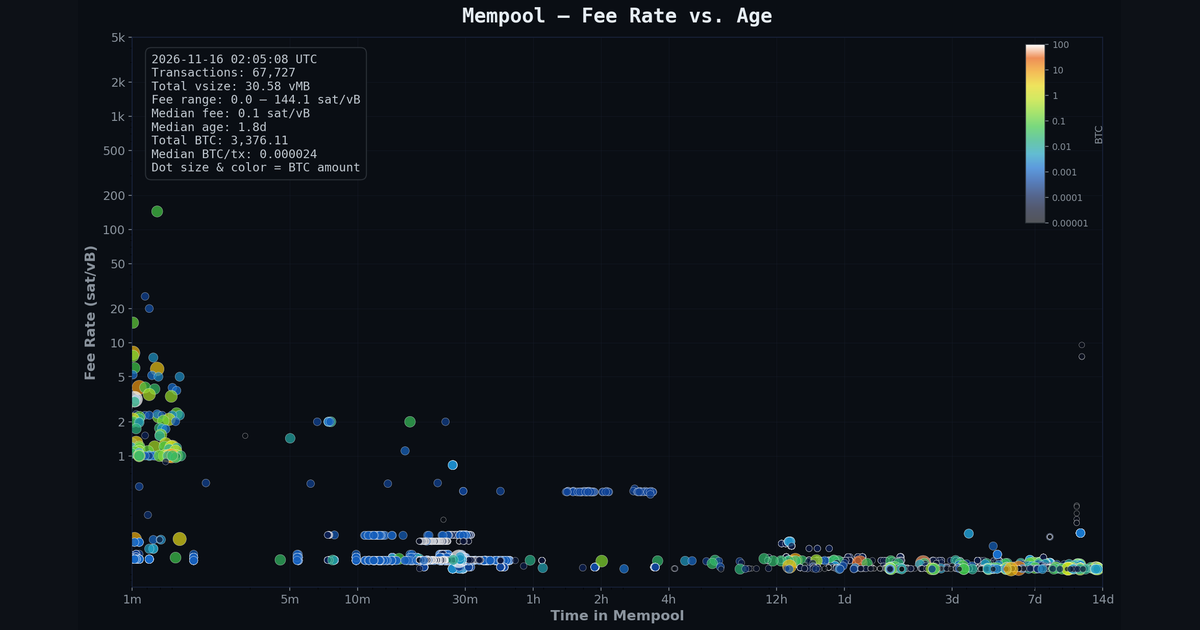 Mempool — Fee Rate vs. Age
5k
2k
1k
500
200
100
50
20
10
5
2
1
Fee Rate (sat/vB)
2026-11-16 02:05:08 UTC
Transactions: 67,727
Total vsize: 30.58 vMB
Fee range: 0.0 — 144.1 sat/vB
Median fee: 0.1 sat/vB
Median age: 1.8d
Total BTC: 3,376.11
Median BTC/tx: 0.000024
Dot size & color = BTC amount
100
10
1
0.1
0.01
0.001
0.0001
0.00001
BTC
1m
5m
10m
30m
1h
2h
4h
12h
1d
3d
7d
14d
Time in Mempool